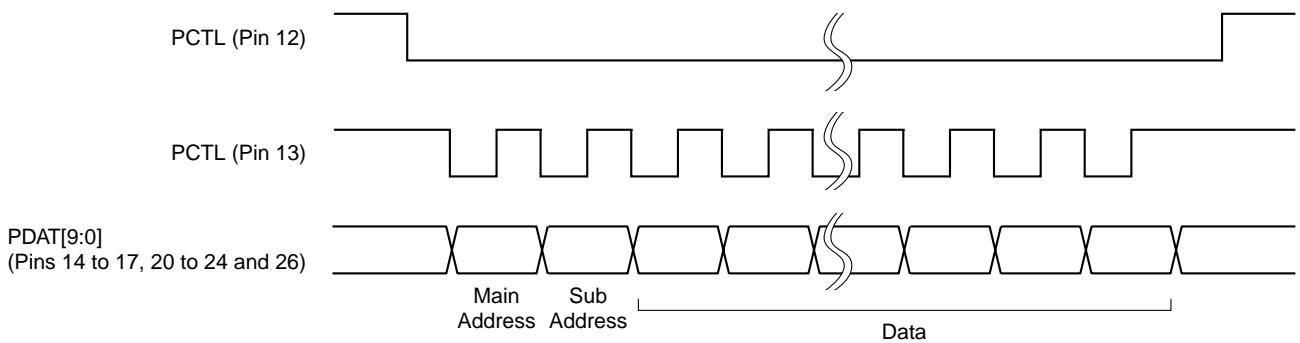 PCTL (Pin 12)
PCTL (Pin 13)
PDAT[9:0]
(Pins 14 to 17, 20 to 24 and 26)
Main
Address
Sub
Address
Data